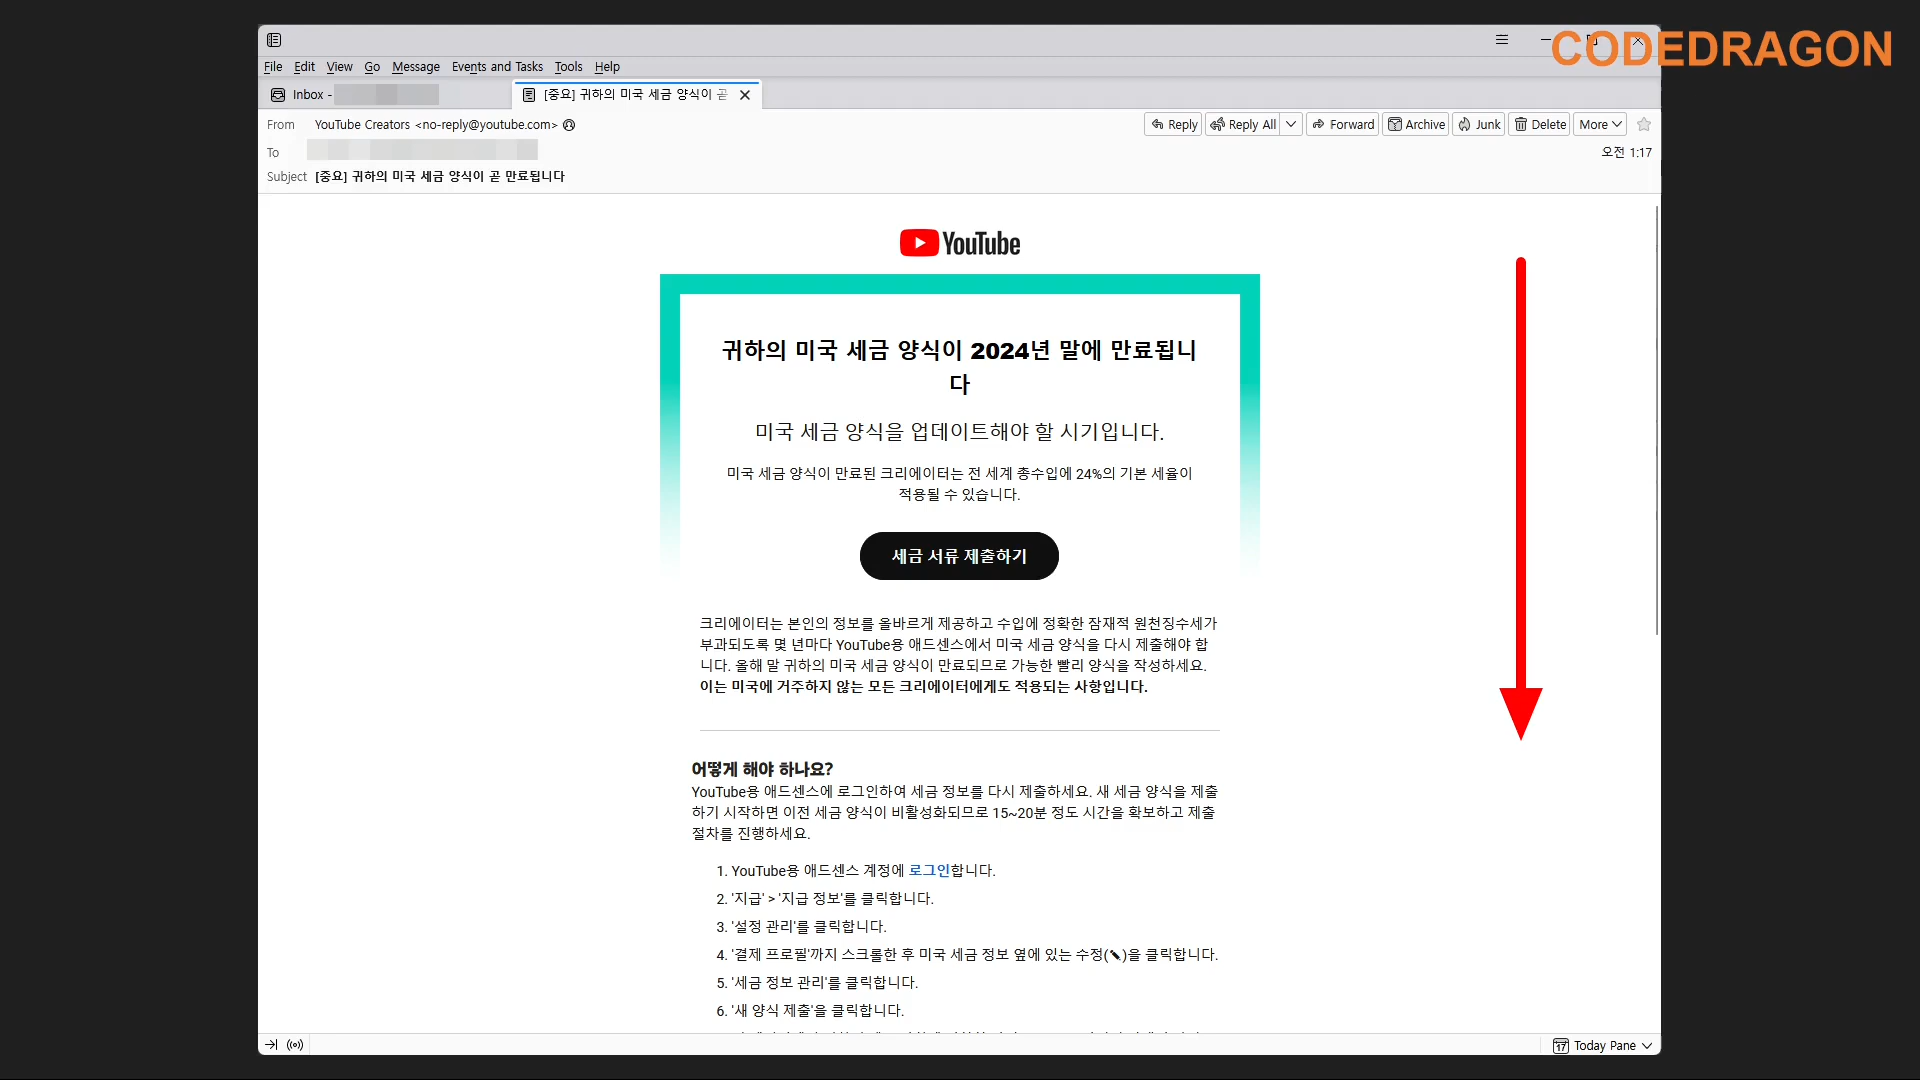 CODEDRAGON
File Edit View Go Message Events and Tasks Tools Help
Inbox -
[중요] 귀하의 미국 세금 양식이 곧
From YouTube Creators <no-reply@youtube.com>
Reply Reply All Forward Archive Junk Delete More
To
오전 1:17
Subject [중요] 귀하의 미국 세금 양식이 곧 만료됩니다
YouTube
귀하의 미국 세금 양식이 2024년 말에 만료됩니
다
미국 세금 양식을 업데이트해야 할 시기입니다.
미국 세금 양식이 만료된 크리에이터는 전 세계 총수입에 24%의 기본 세율이
적용될 수 있습니다.
세금 서류 제출하기
크리에이터는 본인의 정보를 올바르게 제공하고 수입에 정확한 잠재적 원천징수세가
부과되도록 몇 년마다 YouTube용 애드센스에서 미국 세금 양식을 다시 제출해야 합
니다. 올해 말 귀하의 미국 세금 양식이 만료되므로 가능한 빨리 양식을 작성하세요.
이는 미국에 거주하지 않는 모든 크리에이터에게도 적용되는 사항입니다.
어떻게 해야 하나요?
YouTube용 애드센스에 로그인하여 세금 정보를 다시 제출하세요. 새 세금 양식을 제출
하기 시작하면 이전 세금 양식이 비활성화되므로 15~20분 정도 시간을 확보하고 제출
절차를 진행하세요.
1. YouTube용 애드센스 계정에 로그인합니다.
2. '지급' > '지급 정보'를 클릭합니다.
3. '설정 관리'를 클릭합니다.
4. '결제 프로필'까지 스크롤한 후 미국 세금 정보 옆에 있는 수정(✎)을 클릭합니다.
5. '세금 정보 관리'를 클릭합니다.
6. '새 양식 제출'을 클릭합니다.
17 Today Pane